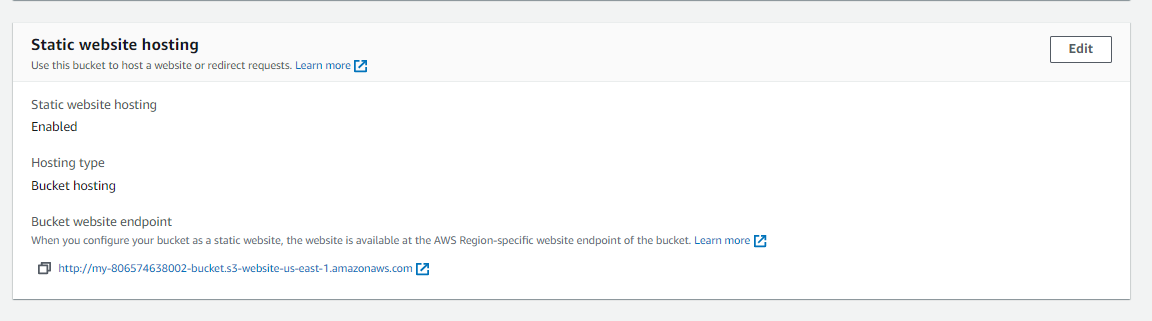 Static website hosting
Edit
Use this bucket to host a website or redirect requests. Learn more
Static website hosting
Enabled
Hosting type
Bucket hosting
Bucket website endpoint
When you configure your bucket as a static website, the website is available at the AWS Region-specific website endpoint of the bucket. Learn more
http://my-806574638002-bucket.s3-website-us-east-1.amazonaws.com